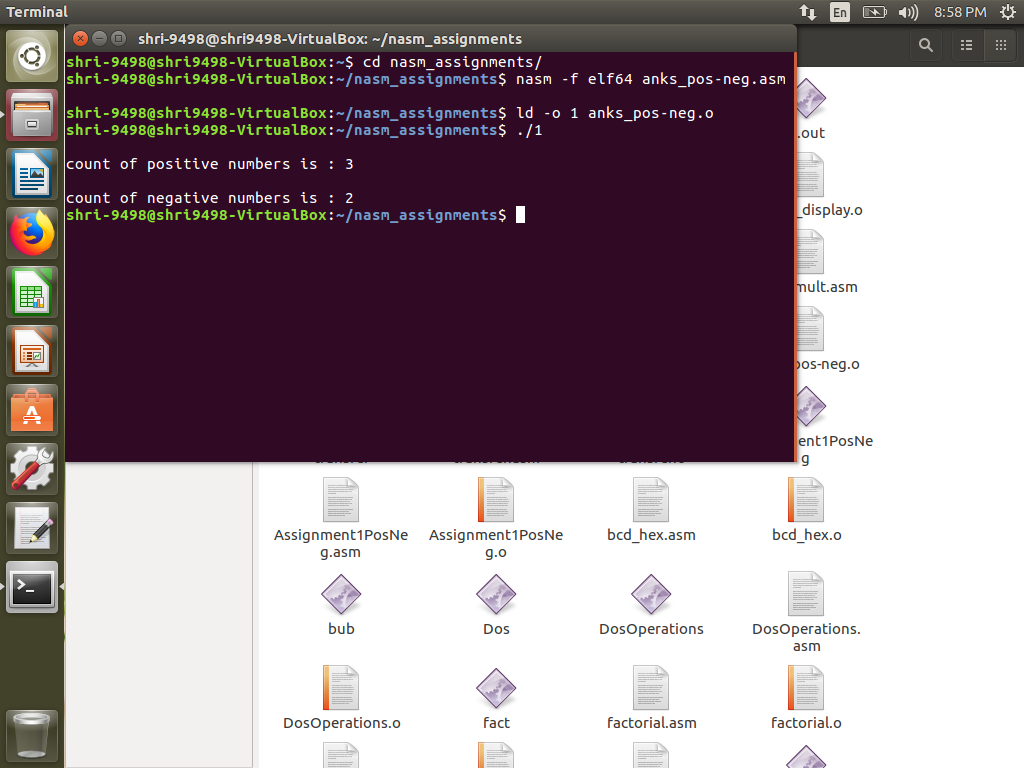 Terminal
En
8:58 PM
shri-9498@shri9498-VirtualBox: ~/nasm_assignments
shri-9498@shri9498-VirtualBox:~$ cd nasm_assignments/
shri-9498@shri9498-VirtualBox:~/nasm_assignments$ nasm -f elf64 anks_pos-neg.asm
shri-9498@shri9498-VirtualBox:~/nasm_assignments$ ld -o 1 anks_pos-neg.o
shri-9498@shri9498-VirtualBox:~/nasm_assignments$ ./1
count of positive numbers is : 3
count of negative numbers is : 2
shri-9498@shri9498-VirtualBox:~/nasm_assignments$
.out
_display.o
mult.asm
pos-neg.o
ent1PosNe
g
Assignment1PosNe
g.asm
Assignment1PosNe
g.o
bcd_hex.asm
bcd_hex.o
bub
Dos
DosOperations
DosOperations.
asm
DosOperations.o
fact
factorial.asm
factorial.o